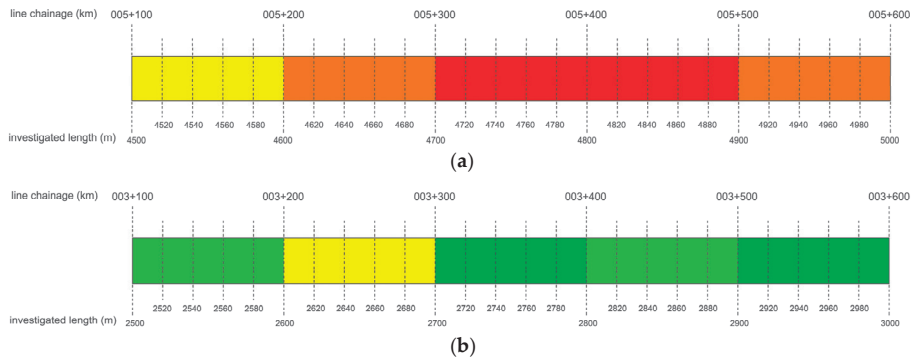 line chainage (km) 005+100 005+200 005+300 005+400 005+500 005+600
4520 4540 4560 4580 4620 4640 4660 4680 4720 4740 4760 4780 4820 4840 4860 4880 4920 4940 4960 4980
investigated length (m) 4500 4600 4700 4800 4900 5000
(a)
line chainage (km) 003+100 003+200 003+300 003+400 003+500 003+600
2520 2540 2560 2580 2620 2640 2660 2680 2720 2740 2760 2780 2820 2840 2860 2880 2920 2940 2960 2980
investigated length (m) 2500 2600 2700 2800 2900 3000
(b)